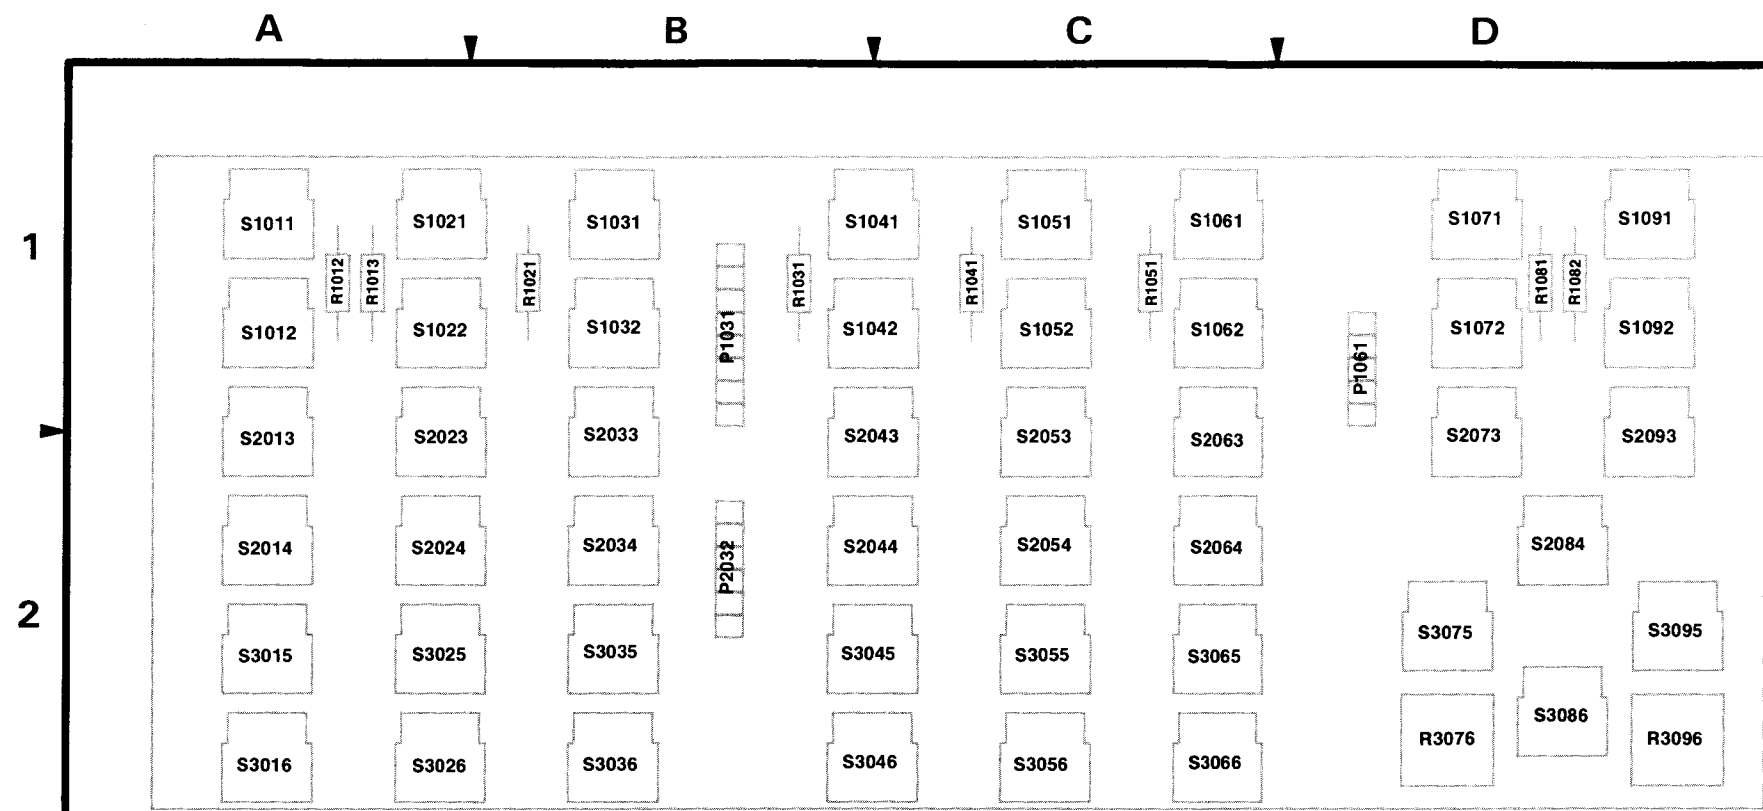 A B C D
1
S1011 S1021 S1031 S1041 S1051 S1061 S1071 S1091
R1012 R1013 R1021 P1031 R1031 R1041 R1051 P1061 R1081 R1082
S1012 S1022 S1032 S1042 S1052 S1062 S1072 S1092
S2013 S2023 S2033 S2043 S2053 S2063 S2073 S2093
S2014 S2024 S2034 P2032 S2044 S2054 S2064 S2084
2
S3015 S3025 S3035 S3045 S3055 S3065 S3075 S3095
S3016 S3026 S3036 S3046 S3056 S3066 R3076 S3086 R3096